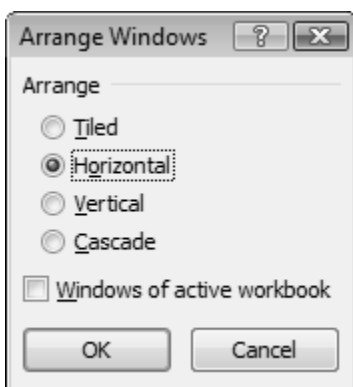 Arrange Windows ?
Arrange
Tiled
Horizontal
Vertical
Cascade
Windows of active workbook
OK Cancel